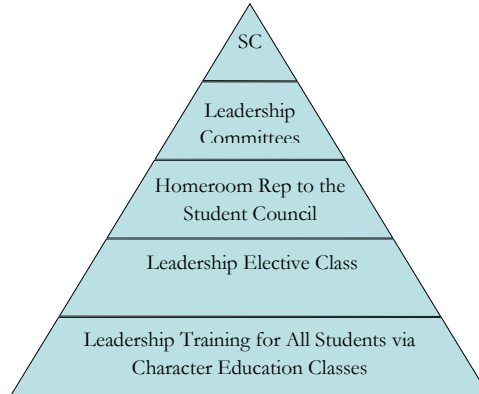 SC
Leadership
Committees
Homeroom Rep to the
Student Council
Leadership Elective Class
Leadership Training for All Students via
Character Education Classes